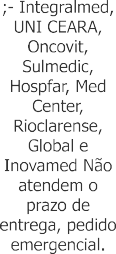 ;- Integralmed,
UNI CEARA,
Oncovit,
Sulmedic,
Hospfar, Med
Center,
Rioclarense,
Global e
Inovamed Não
atendem o
prazo de
entrega, pedido
emergencial.